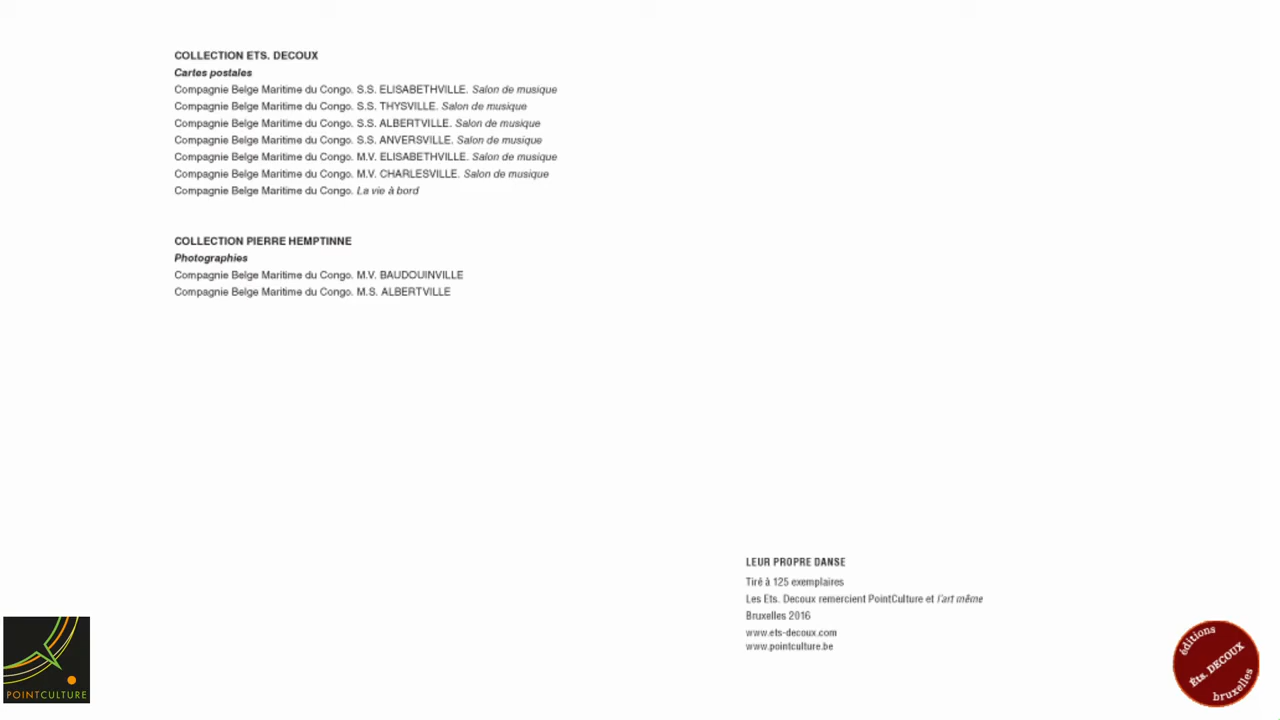 COLLECTION ETS. DECOUX
Cartes postales
Compagnie Belge Maritime du Congo. S.S. ELISABETHVILLE. Salon de musique
Compagnie Belge Maritime du Congo. S.S. THYSVILLE. Salon de musique
Compagnie Belge Maritime du Congo. S.S. ALBERTVILLE. Salon de musique
Compagnie Belge Maritime du Congo. S.S. ANVERSVILLE. Salon de musique
Compagnie Belge Maritime du Congo. M.V. ELISABETHVILLE. Salon de musique
Compagnie Belge Maritime du Congo. M.V. CHARLESVILLE. Salon de musique
Compagnie Belge Maritime du Congo. La vie à bord
COLLECTION PIERRE HEMPTINNE
Photographies
Compagnie Belge Maritime du Congo. M.V. BAUDOUINVILLE
Compagnie Belge Maritime du Congo. M.S. ALBERTVILLE
LEUR PROPRE DANSE
Tiré à 125 exemplaires
Les Ets. Decoux remercient PointCulture et l'art même
Bruxelles 2016
www.ets-decoux.com
www.pointculture.be
POINTCULTURE
éditions
Éts. DECOUX
bruxelles